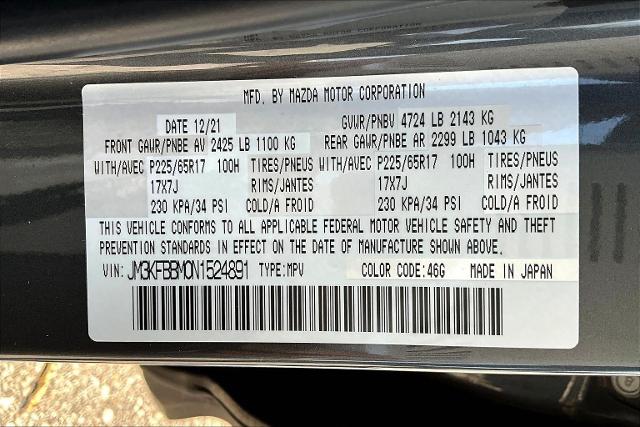 MFD. BY MAZDA MOTOR CORPORATION
DATE 12/21 GVWR/PNBV 4724 LB 2143 KG
FRONT GAWR/PNBE AV 2425 LB 1100 KG REAR GAWR/PNBE AR 2299 LB 1043 KG
WITH/AVEC P225/65R17 100H TIRES/PNEUS WITH/AVEC P225/65R17 100H TIRES/PNEUS
17X7J RIMS/JANTES 17X7J RIMS/JANTES
230 KPA/34 PSI COLD/A FROID 230 KPA/34 PSI COLD/A FROID
THIS VEHICLE CONFORMS TO ALL APPLICABLE FEDERAL MOTOR VEHICLE SAFETY AND THEFT
PREVENTION STANDARDS IN EFFECT ON THE DATE OF MANUFACTURE SHOWN ABOVE.
VIN: JM3KFBBM0N1524891 TYPE:MPV COLOR CODE:46G MADE IN JAPAN